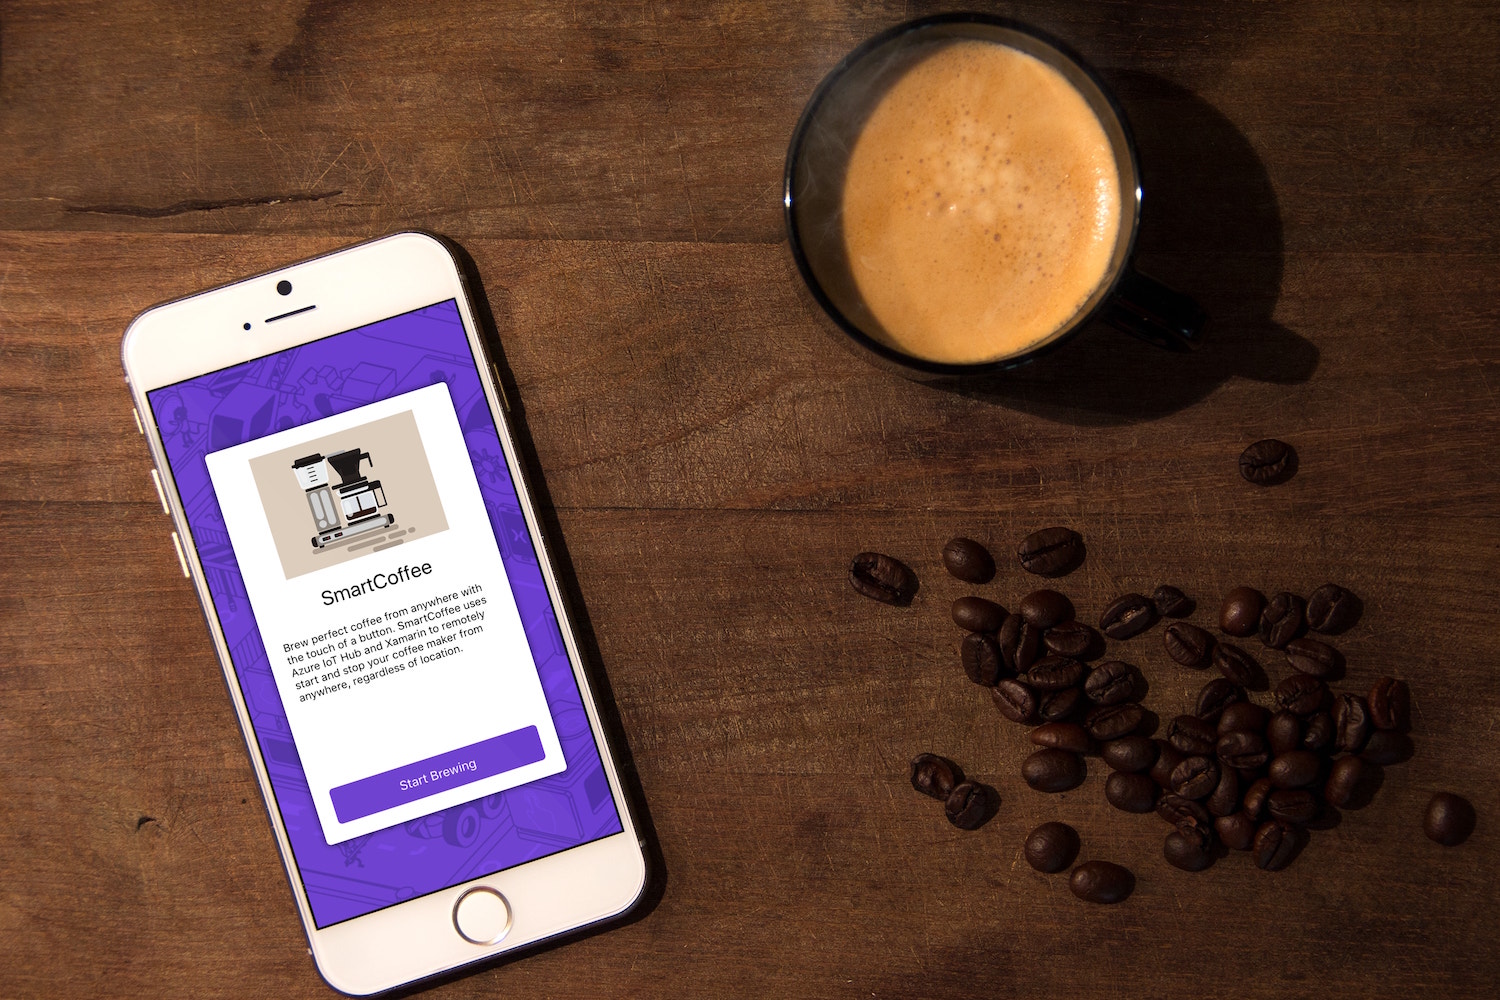 SmartCoffee
Brew perfect coffee from anywhere with
the touch of a button. SmartCoffee uses
Azure IoT Hub and Xamarin to remotely
start and stop your coffee maker from
anywhere, regardless of location.
Start Brewing